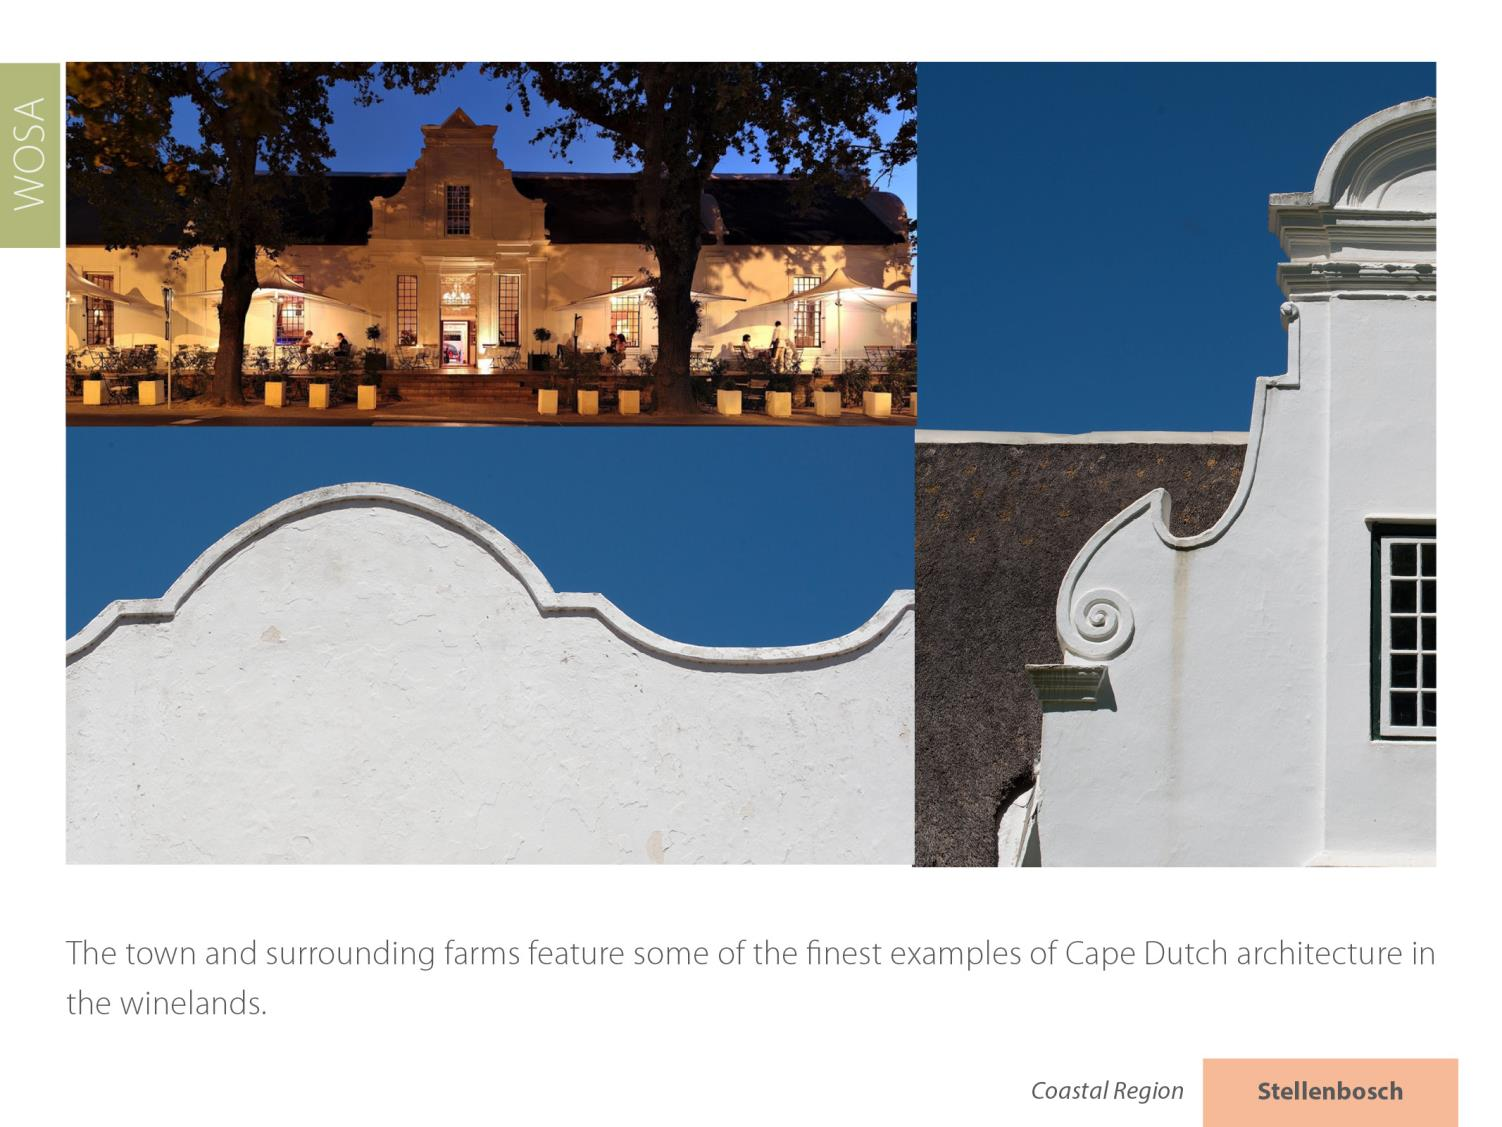 WOSA
The town and surrounding farms feature some of the finest examples of Cape Dutch architecture in
the winelands.
Coastal Region
Stellenbosch